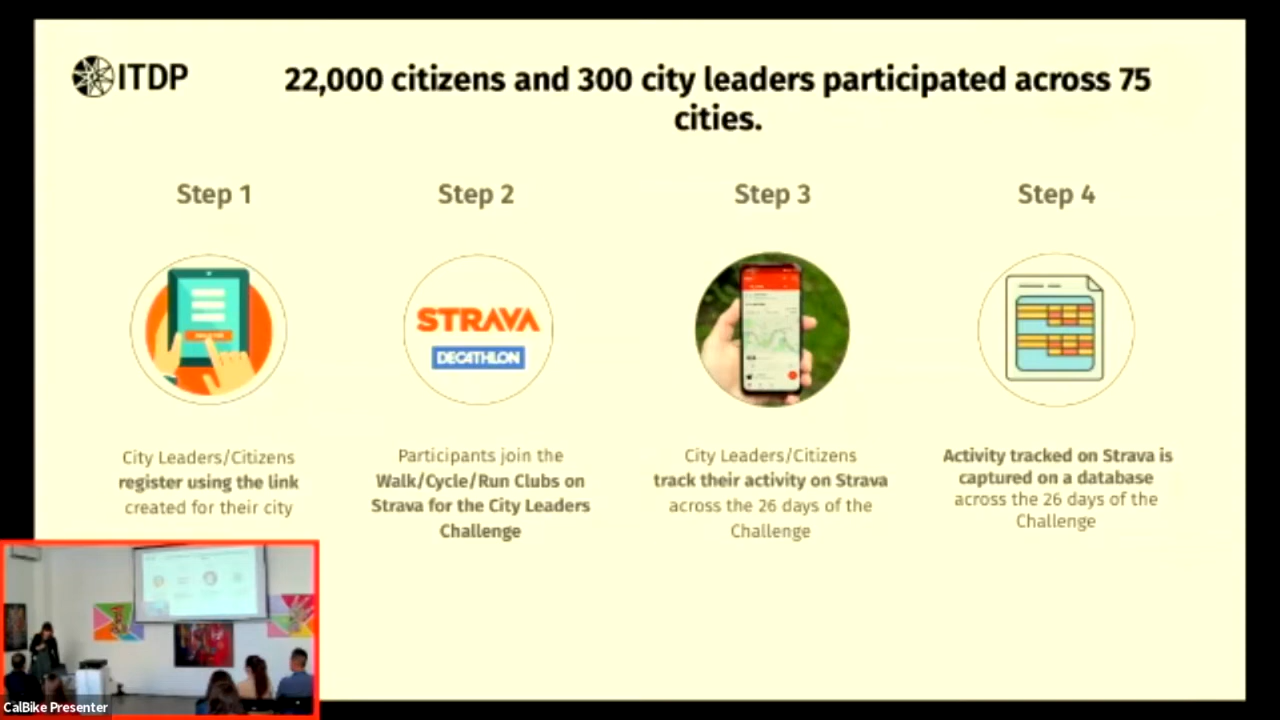 ITDP
22,000 citizens and 300 city leaders participated across 75
cities.
Step 1
Step 2
Step 3
Step 4
STRAVA
DECATHLON
City Leaders/Citizens
register using the link
created for their city
Participants join the
Walk/Cycle/Run Clubs on
Strava for the City Leaders
Challenge
City Leaders/Citizens
track their activity on Strava
across the 26 days of the
Challenge
Activity tracked on Strava is
captured on a database
across the 26 days of the
Challenge
CalBike Presenter